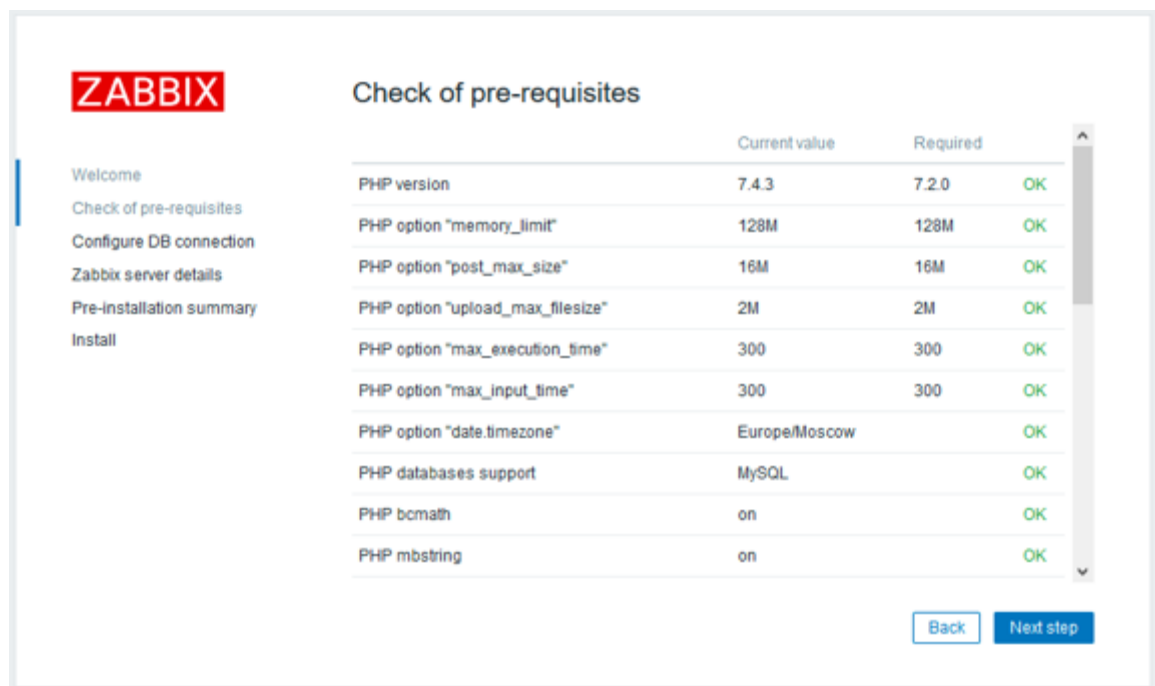 ZABBIX
Welcome
Check of pre-requisites
Configure DB connection
Zabbix server details
Pre-installation summary
Install
Check of pre-requisites
Current value Required
PHP version 7.4.3 7.2.0 OK
PHP option "memory_limit" 128M 128M OK
PHP option "post_max_size" 16M 16M OK
PHP option "upload_max_filesize" 2M 2M OK
PHP option "max_execution_time" 300 300 OK
PHP option "max_input_time" 300 300 OK
PHP option "date.timezone" Europe/Moscow OK
PHP databases support MySQL OK
PHP bcmath on OK
PHP mbstring on OK
Back Next step